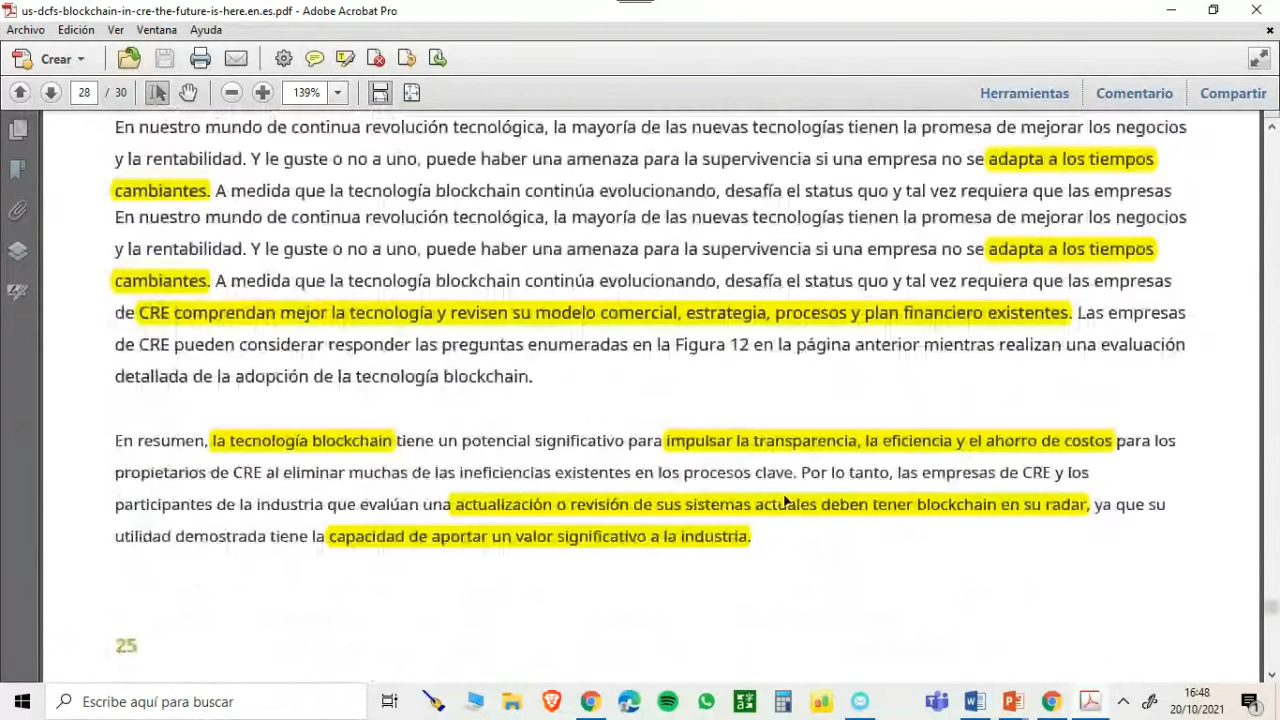 us-dcfs-blockchain-in-cre-the-future-is-here.en.es.pdf - Adobe Acrobat Pro
Archivo Edición Ver Ventana Ayuda
Crear
28 / 30 139% Herramientas Comentario Compartir
En nuestro mundo de continua revolución tecnológica, la mayoría de las nuevas tecnologías tienen la promesa de mejorar los negocios
y la rentabilidad. Y le guste o no a uno, puede haber una amenaza para la supervivencia si una empresa no se adapta a los tiempos
cambiantes. A medida que la tecnología blockchain continúa evolucionando, desafía el status quo y tal vez requiera que las empresas
En nuestro mundo de continua revolución tecnológica, la mayoría de las nuevas tecnologías tienen la promesa de mejorar los negocios
y la rentabilidad. Y le guste o no a uno, puede haber una amenaza para la supervivencia si una empresa no se adapta a los tiempos
cambiantes. A medida que la tecnología blockchain continúa evolucionando, desafía el status quo y tal vez requiera que las empresas
de CRE comprendan mejor la tecnología y revisen su modelo comercial, estrategia, procesos y plan financiero existentes. Las empresas
de CRE pueden considerar responder las preguntas enumeradas en la Figura 12 en la página anterior mientras realizan una evaluación
detallada de la adopción de la tecnología blockchain.
En resumen, la tecnología blockchain tiene un potencial significativo para impulsar la transparencia, la eficiencia y el ahorro de costos para los
propietarios de CRE al eliminar muchas de las ineficiencias existentes en los procesos clave. Por lo tanto, las empresas de CRE y los
participantes de la industria que evalúan una actualización o revisión de sus sistemas actuales deben tener blockchain en su radar, ya que su
utilidad demostrada tiene la capacidad de aportar un valor significativo a la industria.
25
Escribe aquí para buscar
16:48
20/10/2021